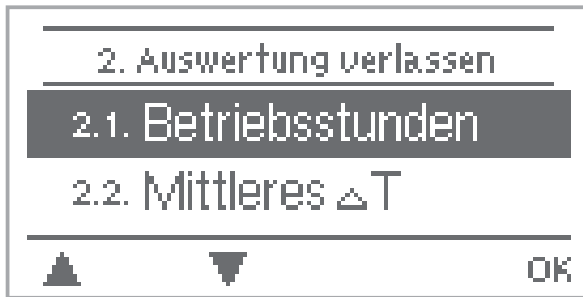 2. Auswertung verlassen
2.1. Betriebsstunden
2.2. Mittleres △T
OK